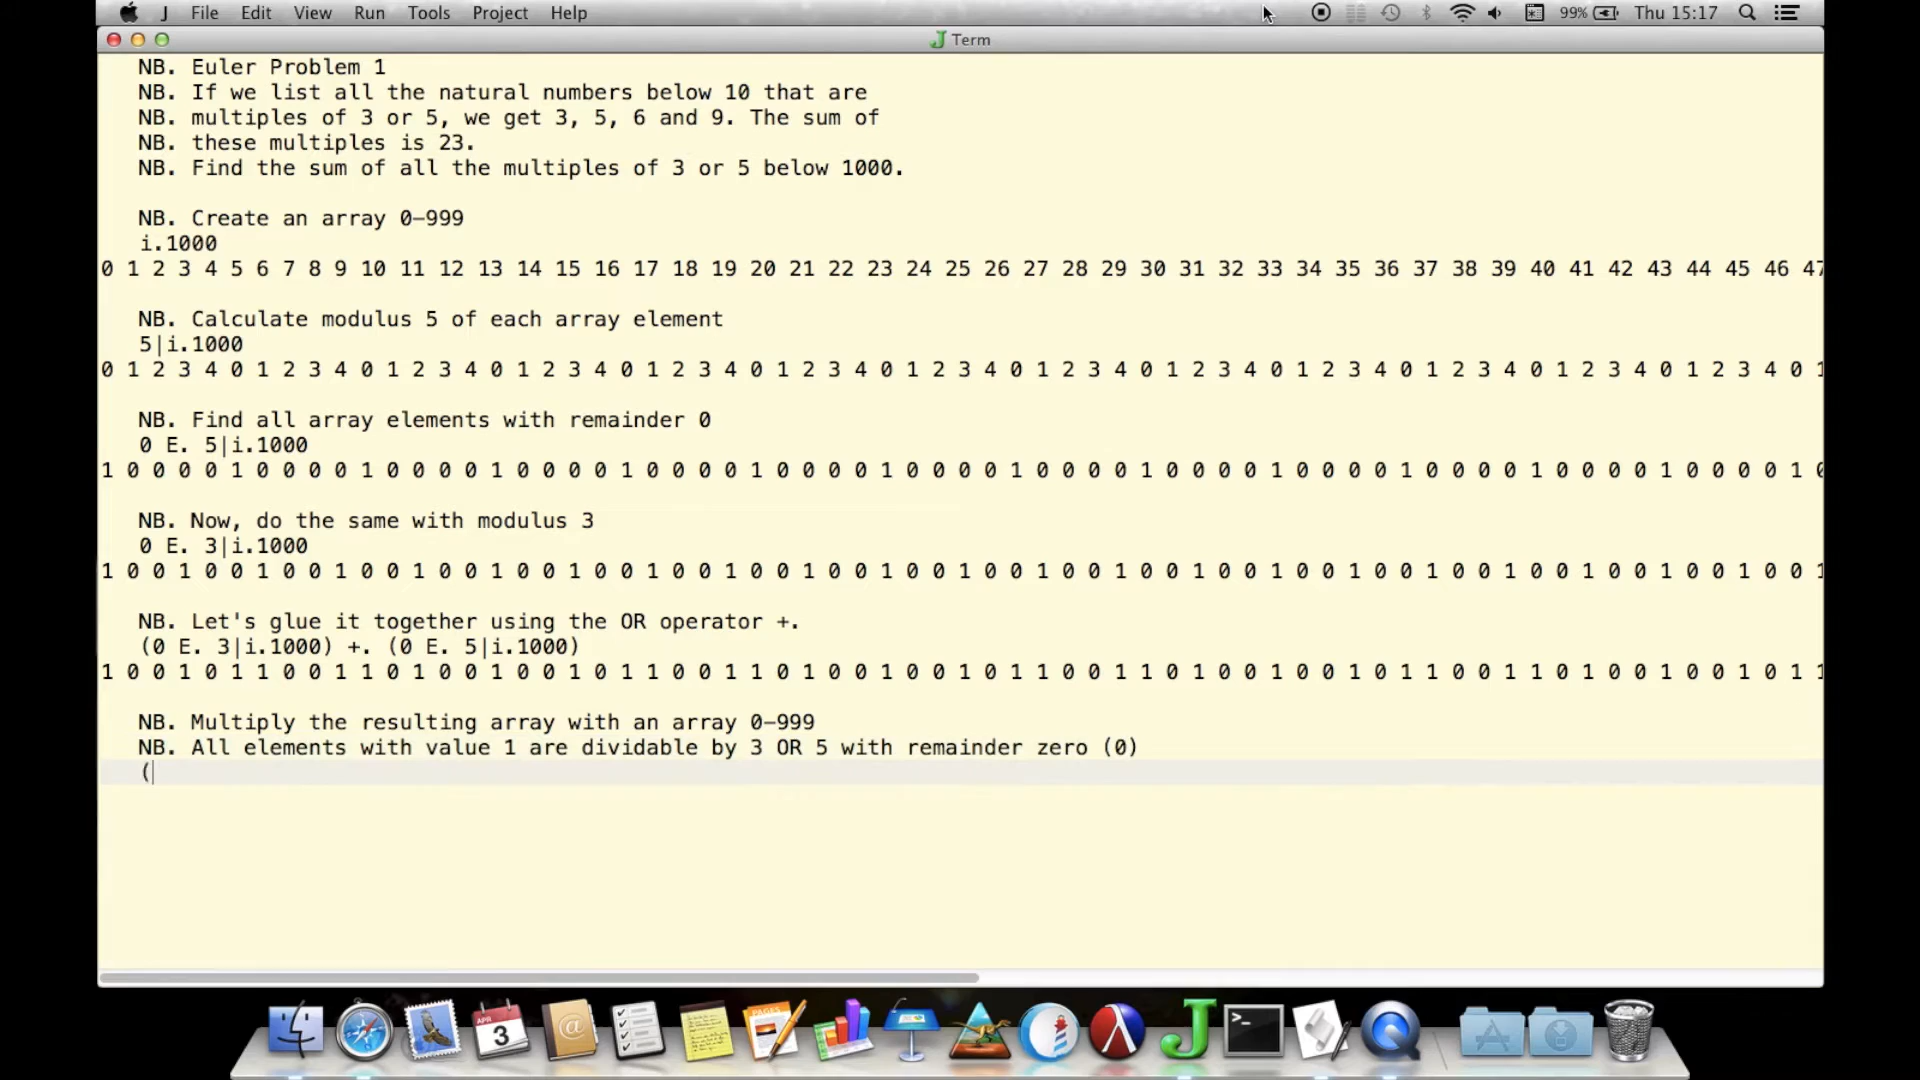 J File Edit View Run Tools Project Help 99% Thu 15:17
Term
NB. Euler Problem 1
NB. If we list all the natural numbers below 10 that are
NB. multiples of 3 or 5, we get 3, 5, 6 and 9. The sum of
NB. these multiples is 23.
NB. Find the sum of all the multiples of 3 or 5 below 1000.
NB. Create an array 0-999
i.1000
0 1 2 3 4 5 6 7 8 9 10 11 12 13 14 15 16 17 18 19 20 21 22 23 24 25 26 27 28 29 30 31 32 33 34 35 36 37 38 39 40 41 42 43 44 45 46 47
NB. Calculate modulus 5 of each array element
5|i.1000
0 1 2 3 4 0 1 2 3 4 0 1 2 3 4 0 1 2 3 4 0 1 2 3 4 0 1 2 3 4 0 1 2 3 4 0 1 2 3 4 0 1 2 3 4 0 1 2 3 4 0 1 2 3 4 0 1 2 3 4 0 1 2 3 4 0 1
NB. Find all array elements with remainder 0
0 E. 5|i.1000
1 0 0 0 0 1 0 0 0 0 1 0 0 0 0 1 0 0 0 0 1 0 0 0 0 1 0 0 0 0 1 0 0 0 0 1 0 0 0 0 1 0 0 0 0 1 0 0 0 0 1 0 0 0 0 1 0 0 0 0 1 0 0 0 0 1 0
NB. Now, do the same with modulus 3
0 E. 3|i.1000
1 0 0 1 0 0 1 0 0 1 0 0 1 0 0 1 0 0 1 0 0 1 0 0 1 0 0 1 0 0 1 0 0 1 0 0 1 0 0 1 0 0 1 0 0 1 0 0 1 0 0 1 0 0 1 0 0 1 0 0 1 0 0 1 0 0 1
NB. Let's glue it together using the OR operator +.
(0 E. 3|i.1000) +. (0 E. 5|i.1000)
1 0 0 1 0 1 1 0 0 1 1 0 1 0 0 1 0 0 1 0 1 1 0 0 1 1 0 1 0 0 1 0 0 1 0 1 1 0 0 1 1 0 1 0 0 1 0 0 1 0 1 1 0 0 1 1 0 1 0 0 1 0 0 1 0 1 1
NB. Multiply the resulting array with an array 0-999
NB. All elements with value 1 are dividable by 3 OR 5 with remainder zero (0)
(
APR
3
@
PAGES
>_